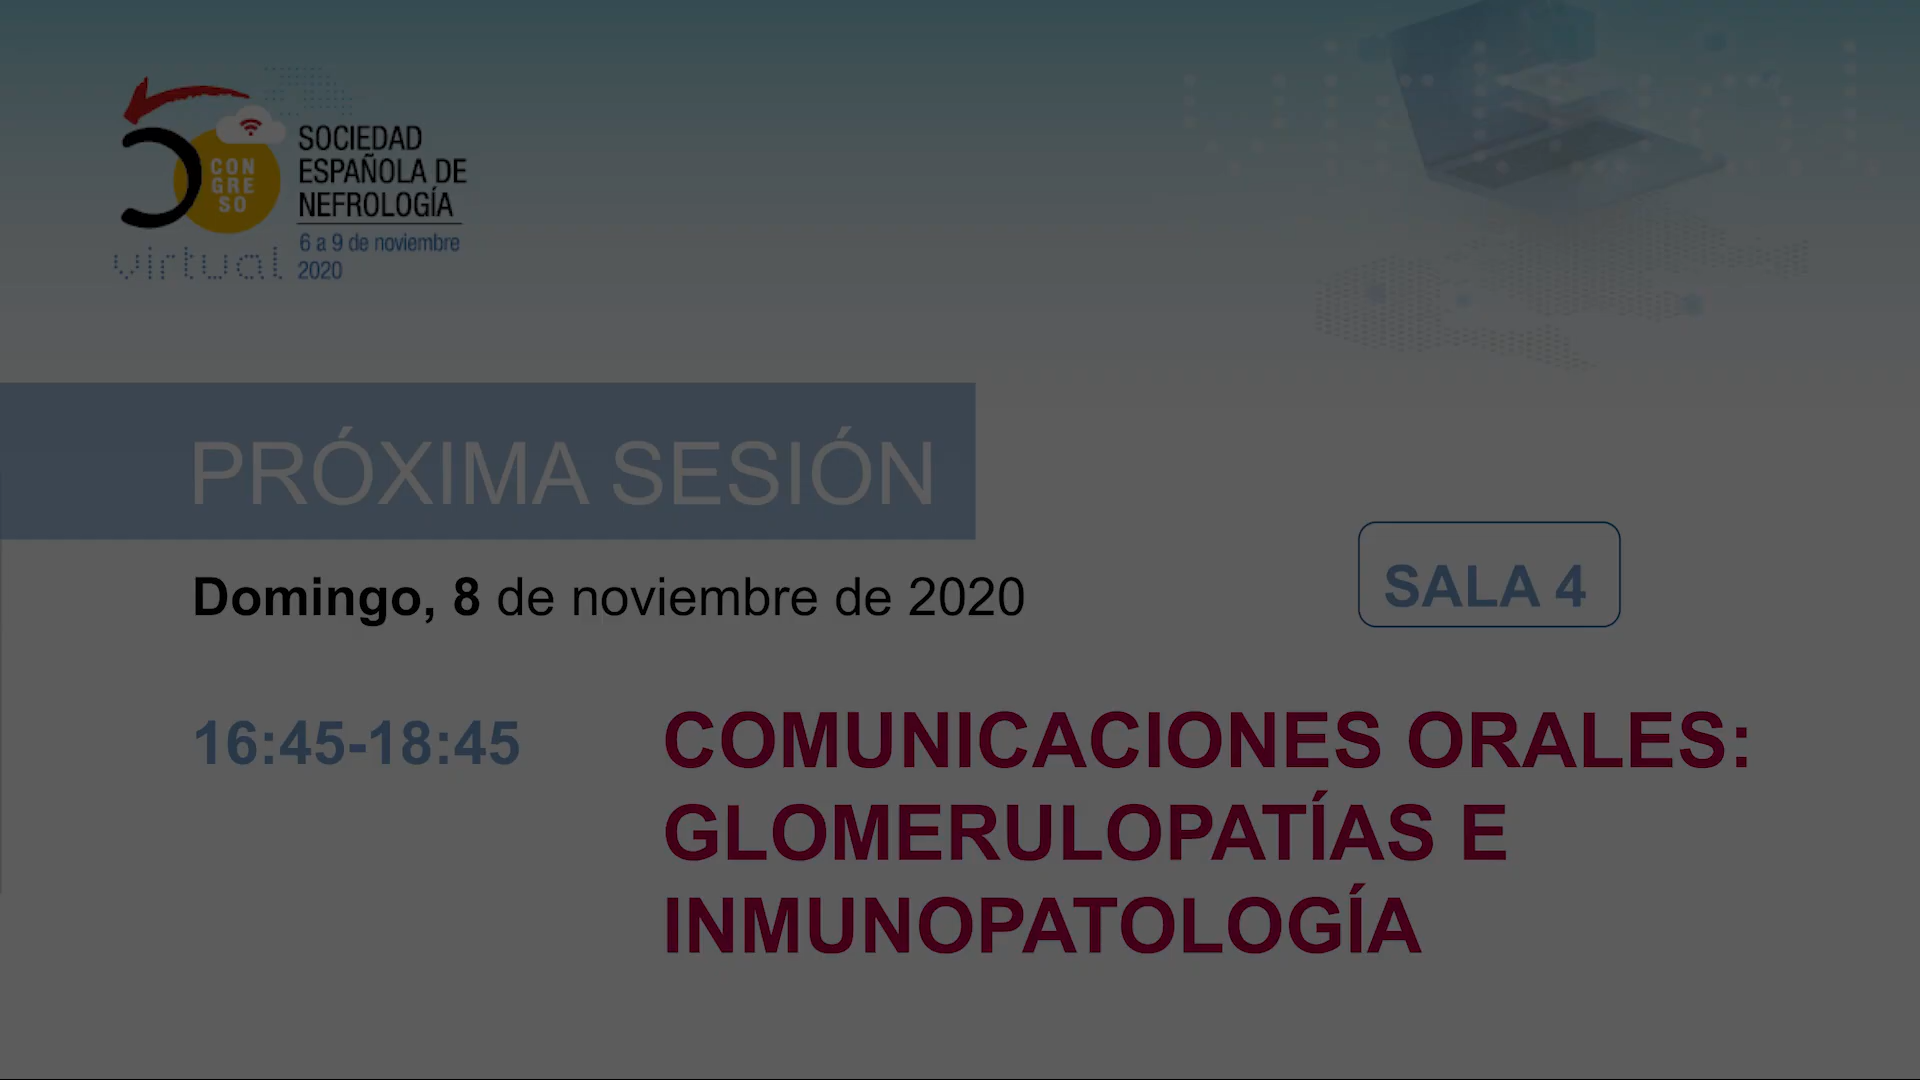 CON
GRE
SO
SOCIEDAD
ESPAÑOLA DE
NEFROLOGÍA
6 a 9 de noviembre
virtual 2020
virtual
PRÓXIMA SESIÓN
Domingo, 8 de noviembre de 2020
SALA 4
16:45-18:45
COMUNICACIONES ORALES:
GLOMERULOPATÍAS E
INMUNOPATOLOGÍA